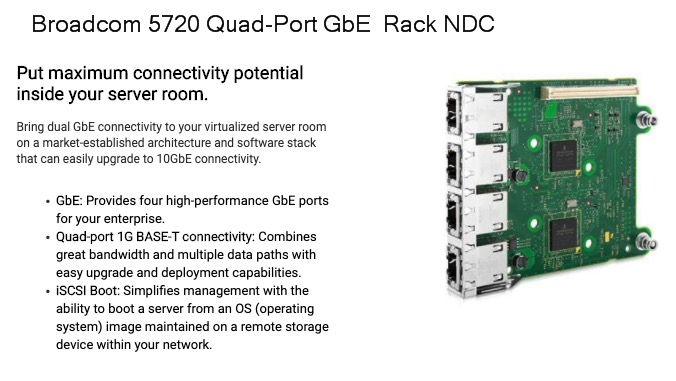 Broadcom 5720 Quad-Port GbE Rack NDC
Put maximum connectivity potential
inside your server room.
Bring dual GbE connectivity to your virtualized server room
on a market-established architecture and software stack
that can easily upgrade to 10GbE connectivity.
• GbE: Provides four high-performance GbE ports
for your enterprise.
• Quad-port 1G BASE-T connectivity: Combines
great bandwidth and multiple data paths with
easy upgrade and deployment capabilities.
• iSCSI Boot: Simplifies management with the
ability to boot a server from an OS (operating
system) image maintained on a remote storage
device within your network.